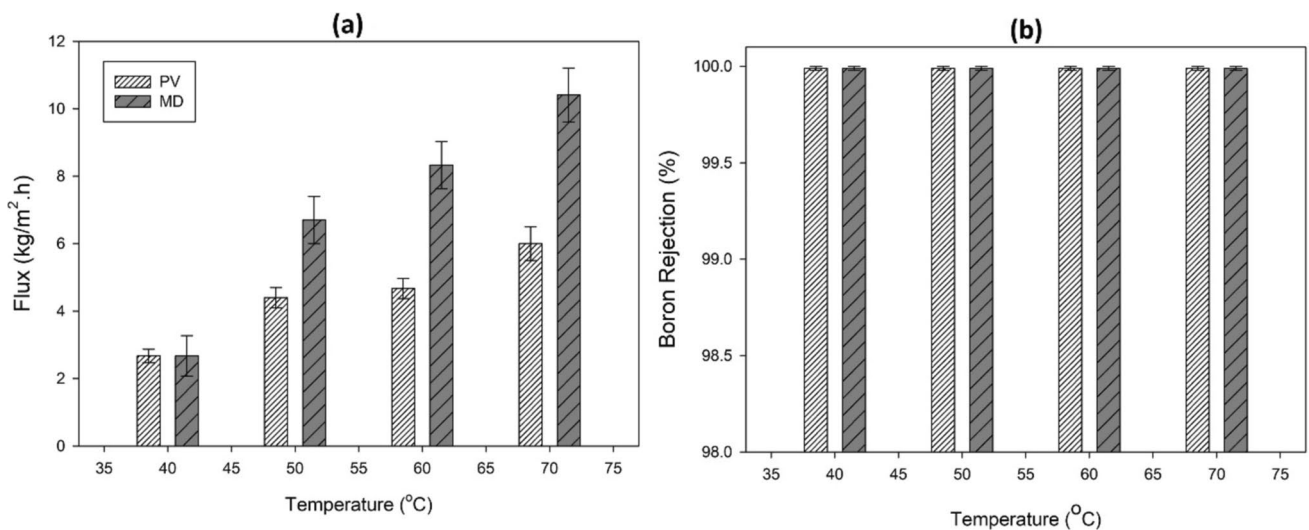 (a)
12
10
8
6
4
2
0
Flux (kg/m².h)
PV
MD
35 40 45 50 55 60 65 70 75
Temperature (°C)
(b)
100.0
99.5
99.0
98.5
98.0
Boron Rejection (%)
35 40 45 50 55 60 65 70 75
Temperature (°C)